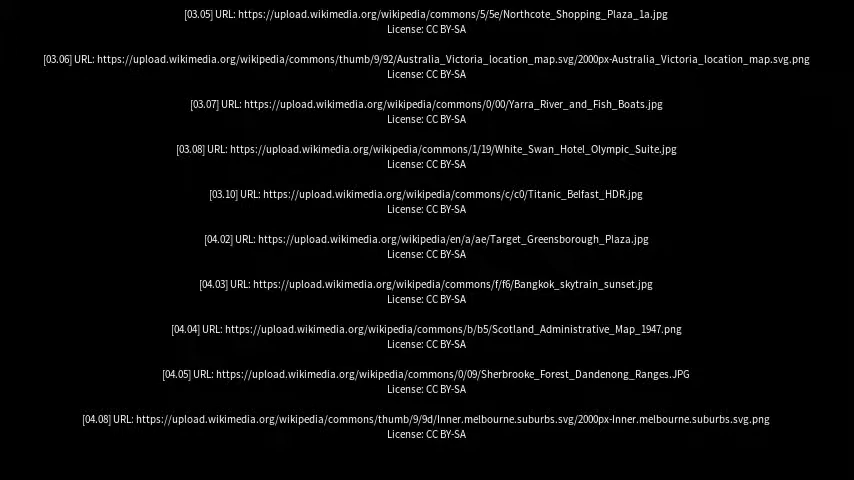 [03.05] URL: https://upload.wikimedia.org/wikipedia/commons/5/5e/Northcote_Shopping_Plaza_1a.jpg
License: CC BY-SA
[03.06] URL: https://upload.wikimedia.org/wikipedia/commons/thumb/9/92/Australia_Victoria_location_map.svg/2000px-Australia_Victoria_location_map.svg.png
License: CC BY-SA
[03.07] URL: https://upload.wikimedia.org/wikipedia/commons/0/00/Yarra_River_and_Fish_Boats.jpg
License: CC BY-SA
[03.08] URL: https://upload.wikimedia.org/wikipedia/commons/1/19/White_Swan_Hotel_Olympic_Suite.jpg
License: CC BY-SA
[03.10] URL: https://upload.wikimedia.org/wikipedia/commons/c/c0/Titanic_Belfast_HDR.jpg
License: CC BY-SA
[04.02] URL: https://upload.wikimedia.org/wikipedia/en/a/ae/Target_Greensborough_Plaza.jpg
License: CC BY-SA
[04.03] URL: https://upload.wikimedia.org/wikipedia/commons/f/f6/Bangkok_skytrain_sunset.jpg
License: CC BY-SA
[04.04] URL: https://upload.wikimedia.org/wikipedia/commons/b/b5/Scotland_Administrative_Map_1947.png
License: CC BY-SA
[04.05] URL: https://upload.wikimedia.org/wikipedia/commons/0/09/Sherbrooke_Forest_Dandenong_Ranges.JPG
License: CC BY-SA
[04.08] URL: https://upload.wikimedia.org/wikipedia/commons/thumb/9/9d/Inner.melbourne.suburbs.svg/2000px-Inner.melbourne.suburbs.svg.png
License: CC BY-SA